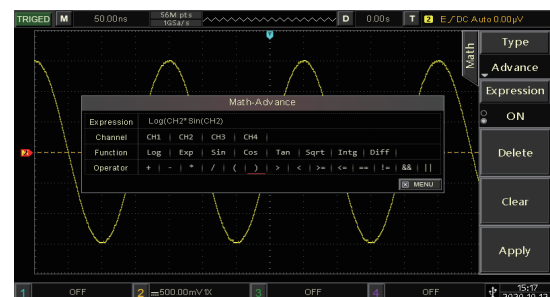 TRIGED M 50.00ns 56M pts D 0.00s T 2 E DC Auto 0.00μV
1GSa/s
T
Math
Type
Advance
Expression
ON
Delete
Clear
Apply
Math-Advance
Expression Log(CH2*Sin(CH2)
Channel CH1 | CH2 | CH3 | CH4 |
Function Log | Exp | Sin | Cos | Tan | Sqrt | Intg | Diff |
Operator + | - | * | / | ( | ) | > | < | >= | <= | == | != | && | ||
MENU
2
1 OFF 2 500.00mV 1X 3 OFF 4 OFF 15:17